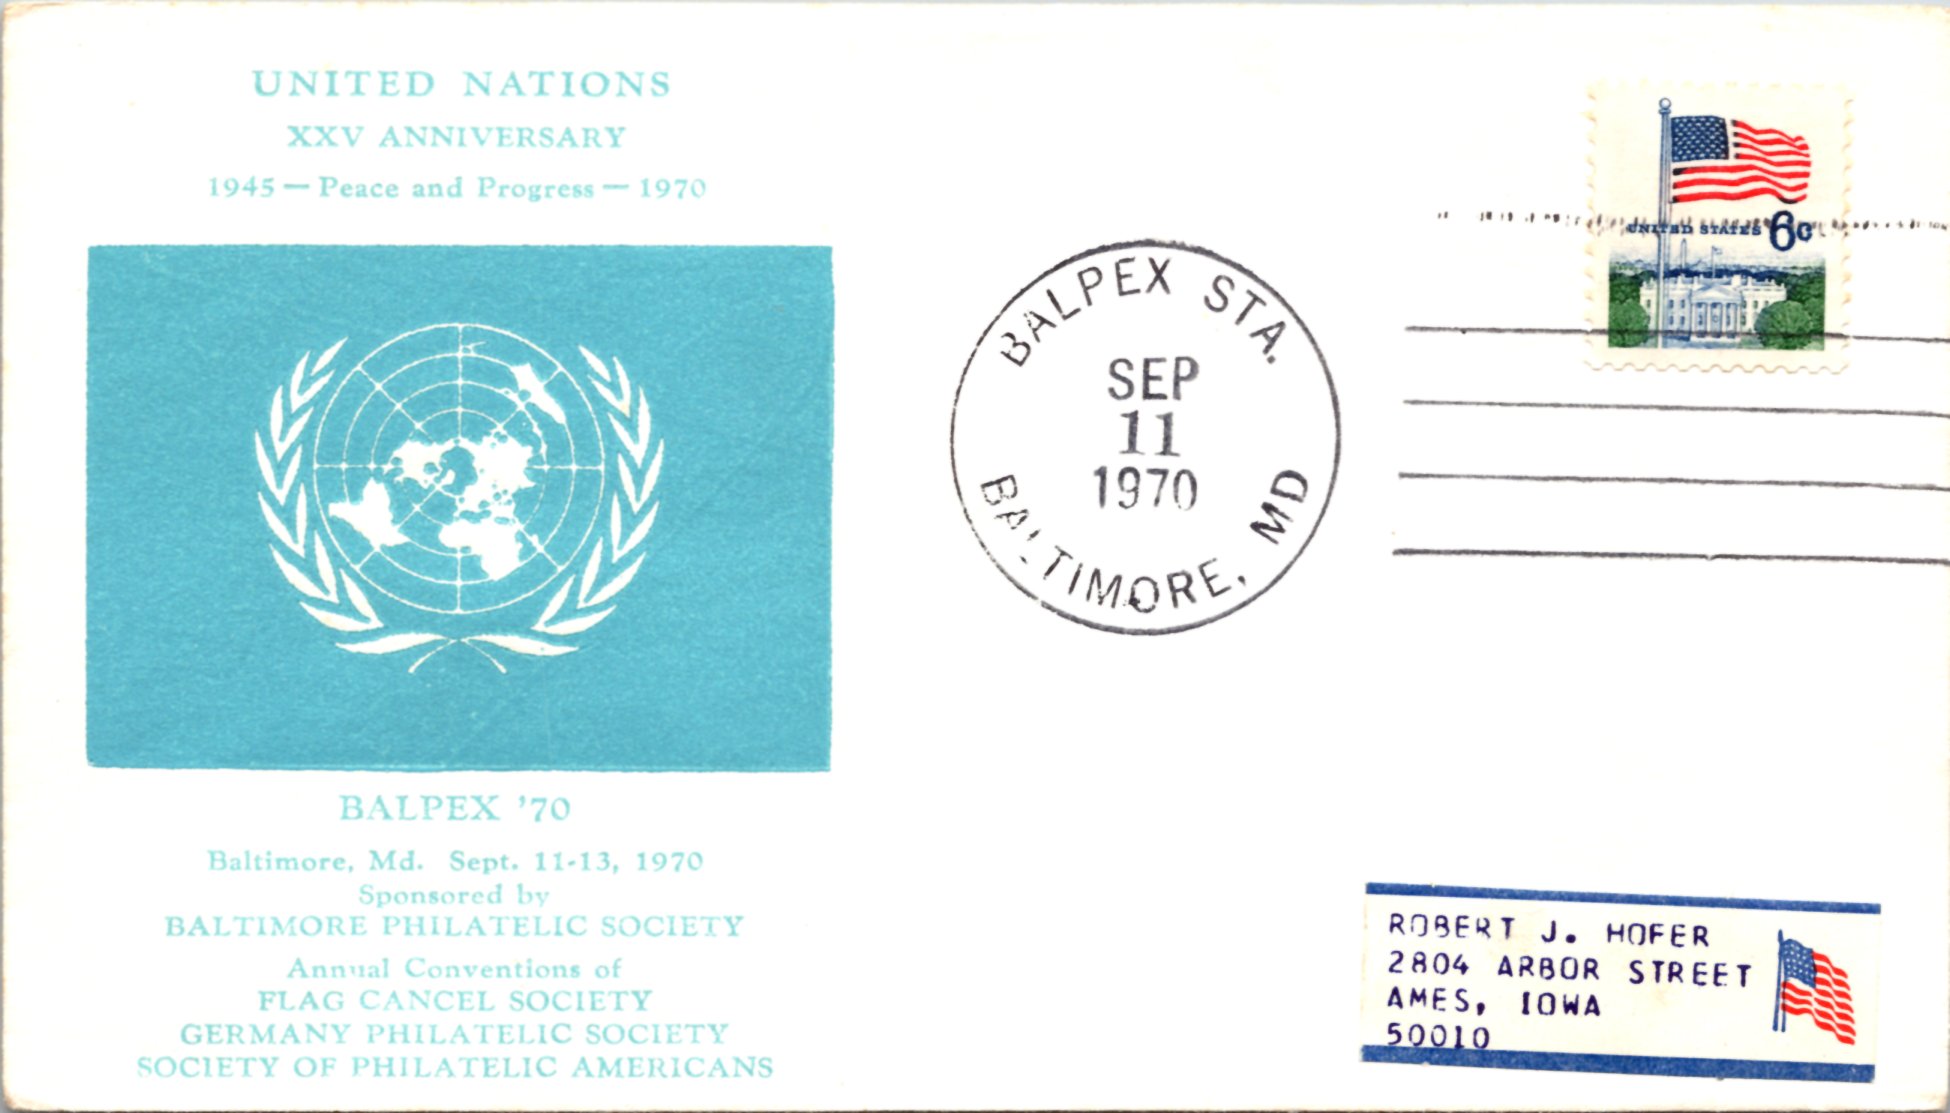 UNITED NATIONS
XXV ANNIVERSARY
1945 — Peace and Progress — 1970
BALPEX '70
Baltimore, Md. Sept. 11-13, 1970
Sponsored by
BALTIMORE PHILATELIC SOCIETY
Annual Conventions of
FLAG CANCEL SOCIETY
GERMANY PHILATELIC SOCIETY
SOCIETY OF PHILATELIC AMERICANS
BALPEX STA.
SEP
11
1970
BALTIMORE, MD
UNITED STATES 6c
ROBERT J. HOFER
2804 ARBOR STREET
AMES, IOWA
50010